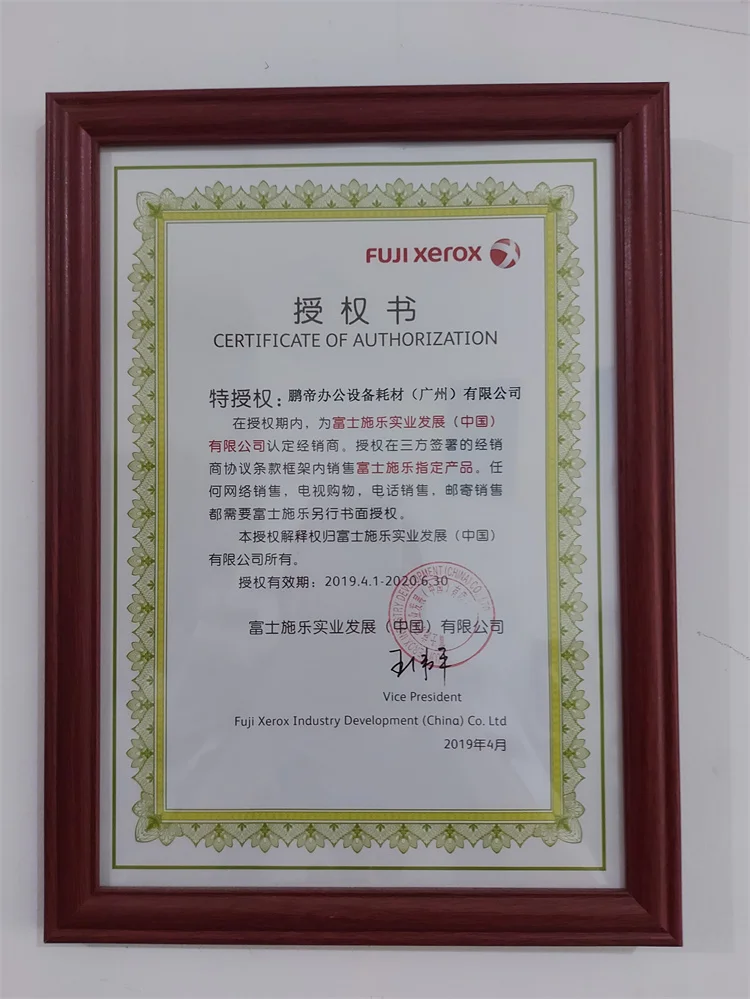 FUJI xerox
授权书
CERTIFICATE OF AUTHORIZATION
特授权：鹏帝办公设备耗材（广州）有限公司
在授权期内，为富士施乐实业发展（中国）
有限公司认定经销商。授权在三方签署的经销
商协议条款框架内销售富士施乐指定产品。任
何网络销售，电视购物，电话销售，邮寄销售
都需要富士施乐另行书面授权。
本授权解释权归富士施乐实业发展（中国）
有限公司所有。
授权有效期：2019.4.1-2020.6.30
富士施乐实业发展（中国）有限公司
Vice President
Fuji Xerox Industry Development (China) Co. Ltd
2019年4月